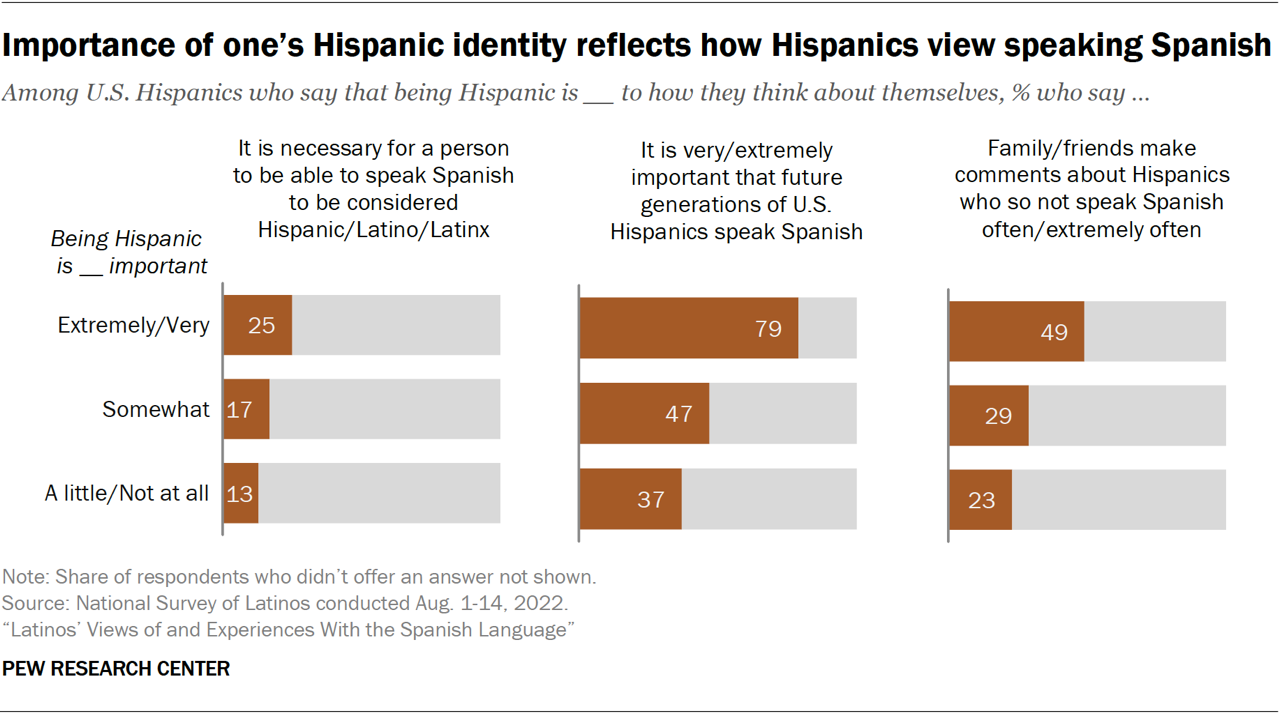 Importance of one’s Hispanic identity reflects how Hispanics view speaking Spanish
Among U.S. Hispanics who say that being Hispanic is __ to how they think about themselves, % who say ...
It is necessary for a person
to be able to speak Spanish
to be considered
Hispanic/Latino/Latinx
It is very/extremely
important that future
generations of U.S.
Hispanics speak Spanish
Family/friends make
comments about Hispanics
who so not speak Spanish
often/extremely often
Being Hispanic
is __ important
Extremely/Very
25
79
49
Somewhat
17
47
29
A little/Not at all
13
37
23
Note: Share of respondents who didn’t offer an answer not shown.
Source: National Survey of Latinos conducted Aug. 1-14, 2022.
“Latinos’ Views of and Experiences With the Spanish Language”
PEW RESEARCH CENTER